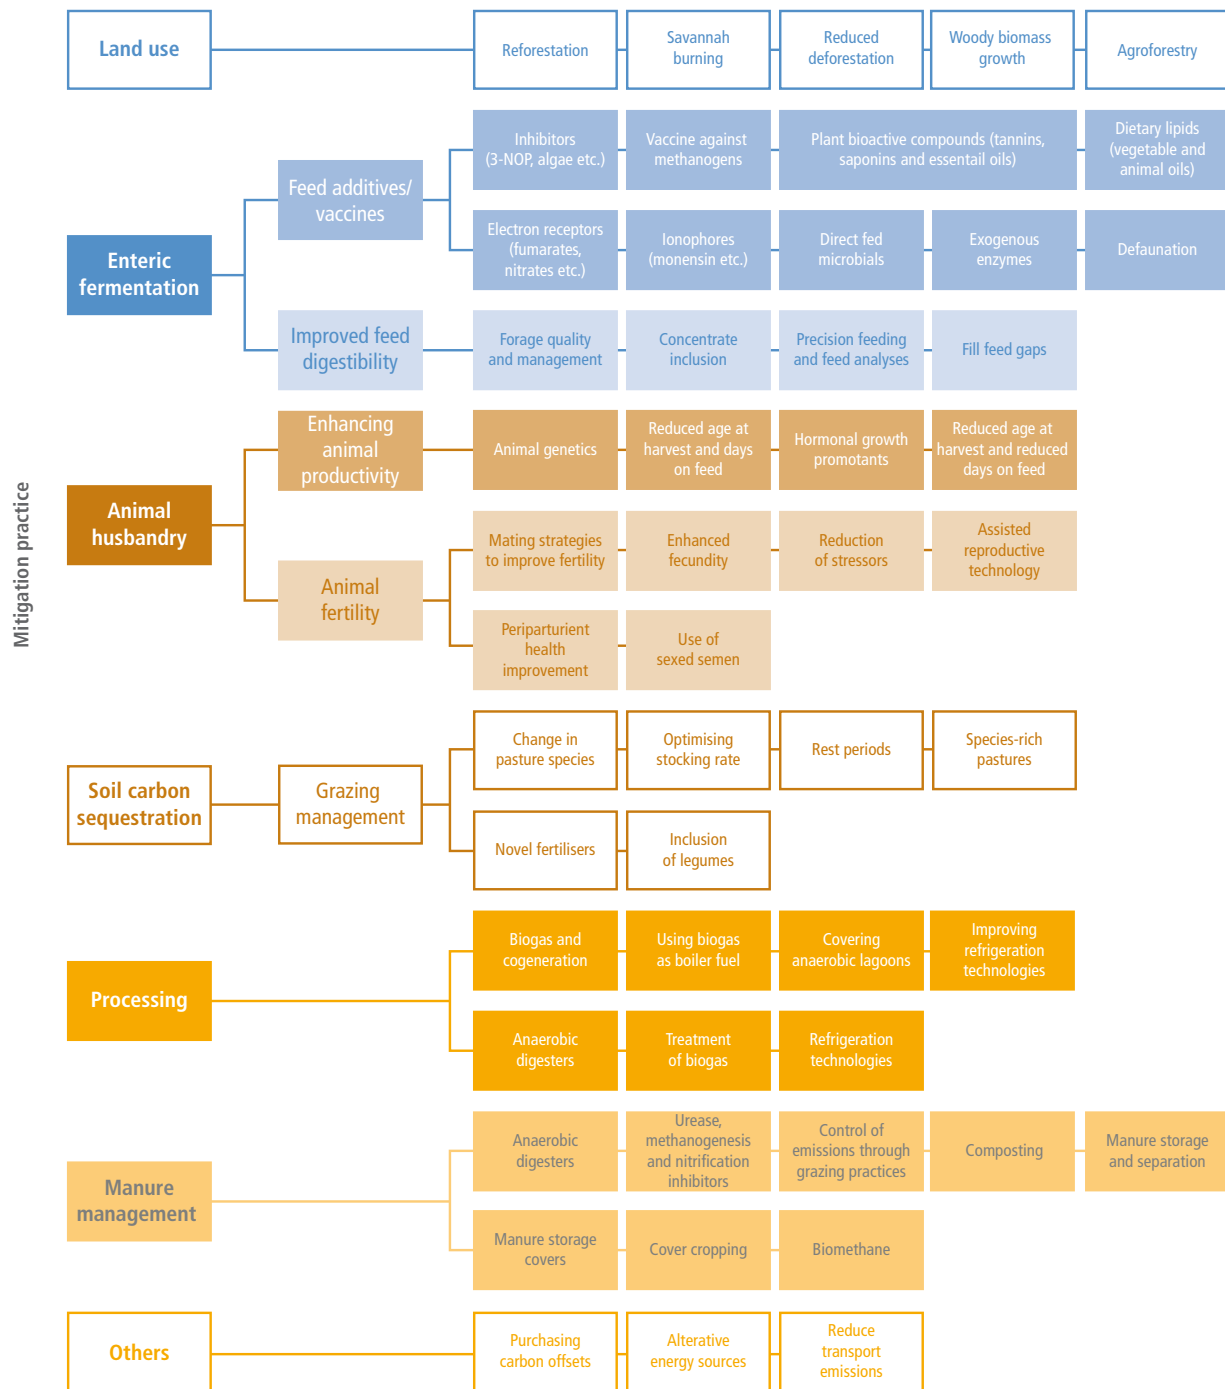 Mitigation practice
Land use
Reforestation
Savannah
burning
Reduced
deforestation
Woody biomass
growth
Agroforestry
Enteric
fermentation
Feed additives/
vaccines
Inhibitors
(3-NOP, algae etc.)
Vaccine against
methanogens
Plant bioactive compounds (tannins,
saponins and essentail oils)
Dietary lipids
(vegetable and
animal oils)
Electron receptors
(fumarates,
nitrates etc.)
Ionophores
(monensin etc.)
Direct fed
microbials
Exogenous
enzymes
Defaunation
Improved feed
digestibility
Forage quality
and management
Concentrate
inclusion
Precision feeding
and feed analyses
Fill feed gaps
Animal
husbandry
Enhancing
animal
productivity
Animal genetics
Reduced age at
harvest and days
on feed
Hormonal growth
promotants
Reduced age at
harvest and reduced
days on feed
Animal
fertility
Mating strategies
to improve fertility
Enhanced
fecundity
Reduction
of stressors
Assisted
reproductive
technology
Periparturient
health
improvement
Use of
sexed semen
Soil carbon
sequestration
Grazing
management
Change in
pasture species
Optimising
stocking rate
Rest periods
Species-rich
pastures
Novel fertilisers
Inclusion
of legumes
Processing
Biogas and
cogeneration
Using biogas
as boiler fuel
Covering
anaerobic lagoons
Improving
refrigeration
technologies
Anaerobic
digesters
Treatment
of biogas
Refrigeration
technologies
Manure
management
Anaerobic
digesters
Urease,
methanogenesis
and nitrification
inhibitors
Control of
emissions through
grazing practices
Composting
Manure storage
and separation
Manure storage
covers
Cover cropping
Biomethane
Others
Purchasing
carbon offsets
Alterative
energy sources
Reduce
transport
emissions